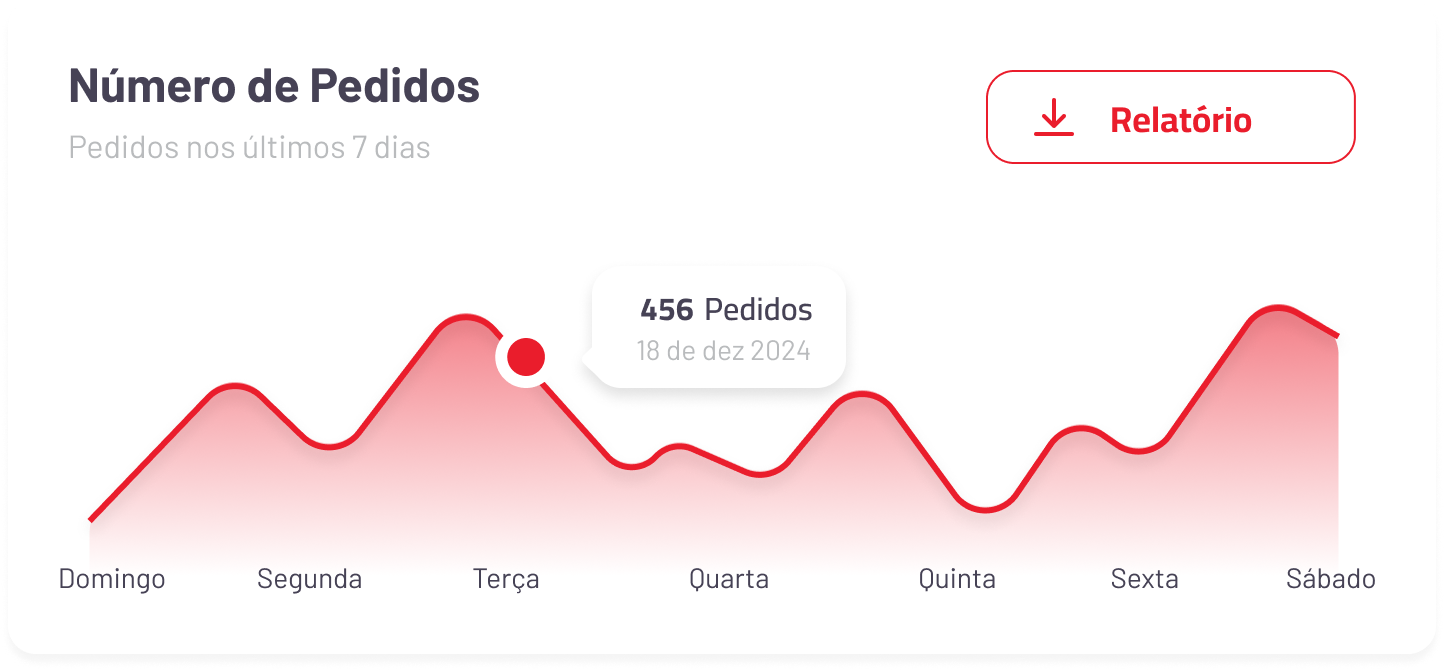 Número de Pedidos
Pedidos nos últimos 7 dias
Relatório
456 Pedidos
18 de dez 2024
Domingo Segunda Terça Quarta Quinta Sexta Sábado